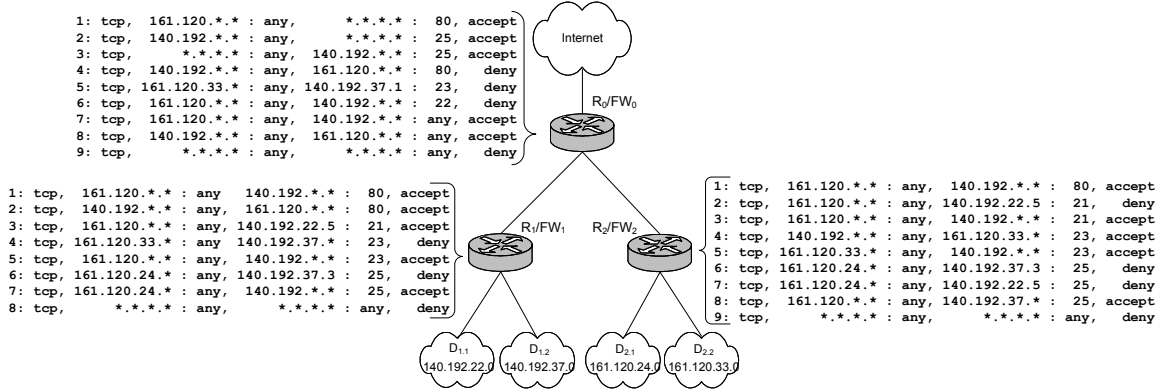 1: tcp, 161.120.*.* : any, *.*.*.* : 80, accept
2: tcp, 140.192.*.* : any, *.*.*.* : 25, accept
3: tcp, *.*.*.* : any, 140.192.*.* : 25, accept
4: tcp, 140.192.*.* : any, 161.120.*.* : 80, deny
5: tcp, 161.120.33.* : any, 140.192.37.1 : 23, deny
6: tcp, 161.120.*.* : any, 140.192.*.* : 22, deny
7: tcp, 161.120.*.* : any, 140.192.*.* : any, accept
8: tcp, 140.192.*.* : any, 161.120.*.* : any, accept
9: tcp, *.*.*.* : any, *.*.*.* : any, deny
Internet
R0/FW0
1: tcp, 161.120.*.* : any 140.192.*.* : 80, accept
2: tcp, 140.192.*.* : any, 161.120.*.* : 80, accept
3: tcp, 161.120.*.* : any, 140.192.22.5 : 21, accept
4: tcp, 161.120.33.* : any 140.192.37.* : 23, deny
5: tcp, 161.120.*.* : any, 140.192.*.* : 23, accept
6: tcp, 161.120.24.* : any, 140.192.37.3 : 25, deny
7: tcp, 161.120.24.* : any, 140.192.*.* : 25, accept
8: tcp, *.*.*.* : any, *.*.*.* : any, deny
R1/FW1
R2/FW2
1: tcp, 161.120.*.* : any, 140.192.*.* : 80, accept
2: tcp, 161.120.*.* : any, 140.192.22.5 : 21, deny
3: tcp, 161.120.*.* : any, 140.192.*.* : 21, accept
4: tcp, 140.192.*.* : any, 161.120.33.* : 23, accept
5: tcp, 161.120.33.* : any, 140.192.*.* : 23, accept
6: tcp, 161.120.24.* : any, 140.192.37.3 : 25, deny
7: tcp, 161.120.24.* : any, 140.192.22.5 : 25, deny
8: tcp, 161.120.*.* : any, 140.192.37.* : 25, accept
9: tcp, *.*.*.* : any, *.*.*.* : any, deny
D1.1
140.192.22.0
D1.2
140.192.37.0
D2.1
161.120.24.0
D2.2
161.120.33.0